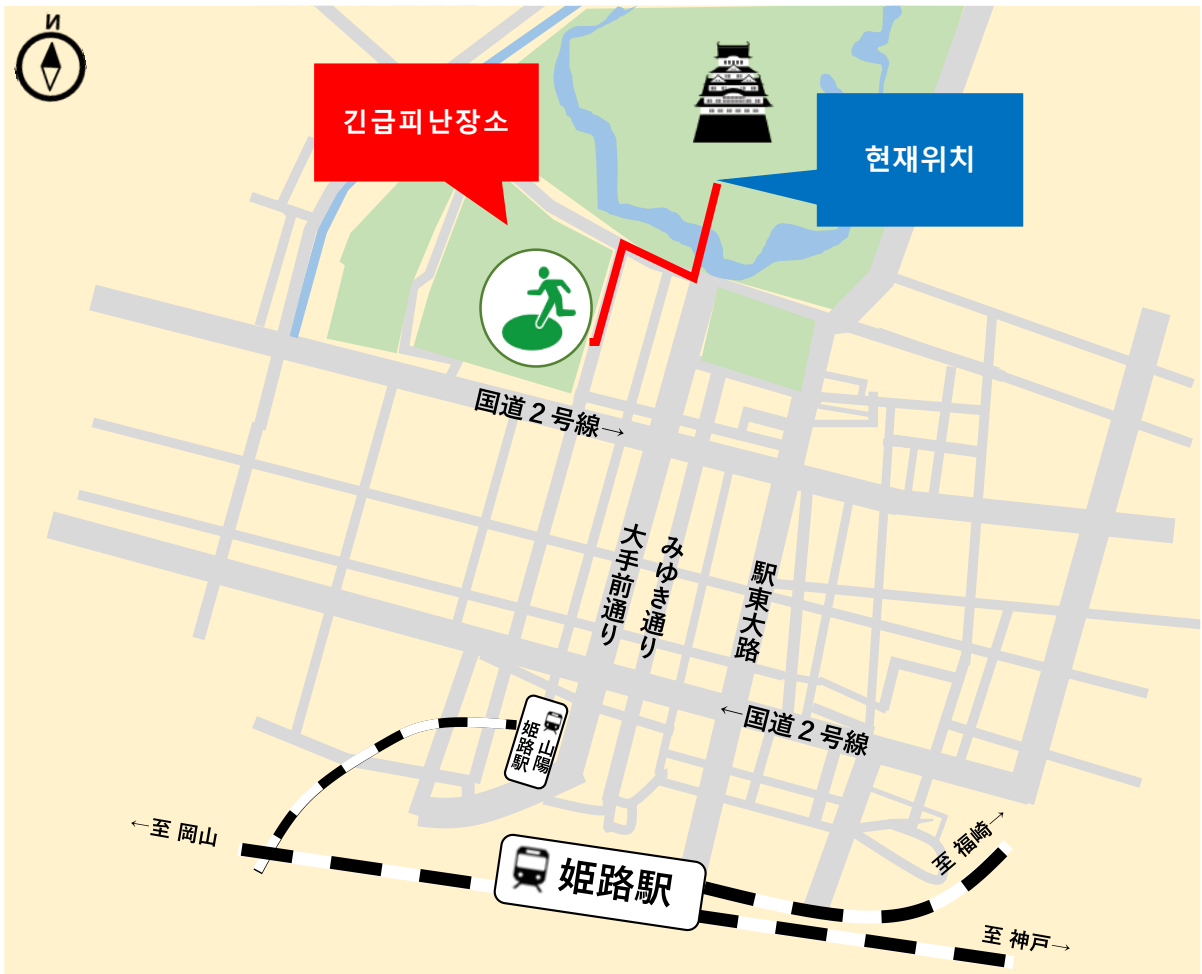 N
긴급피난장소
현재위치
国道２号線→
大手前通り
みゆき通り
駅東大路
←国道２号線
山陽
姫路駅
←至 岡山
姫路駅
至 福崎→
至 神戸→